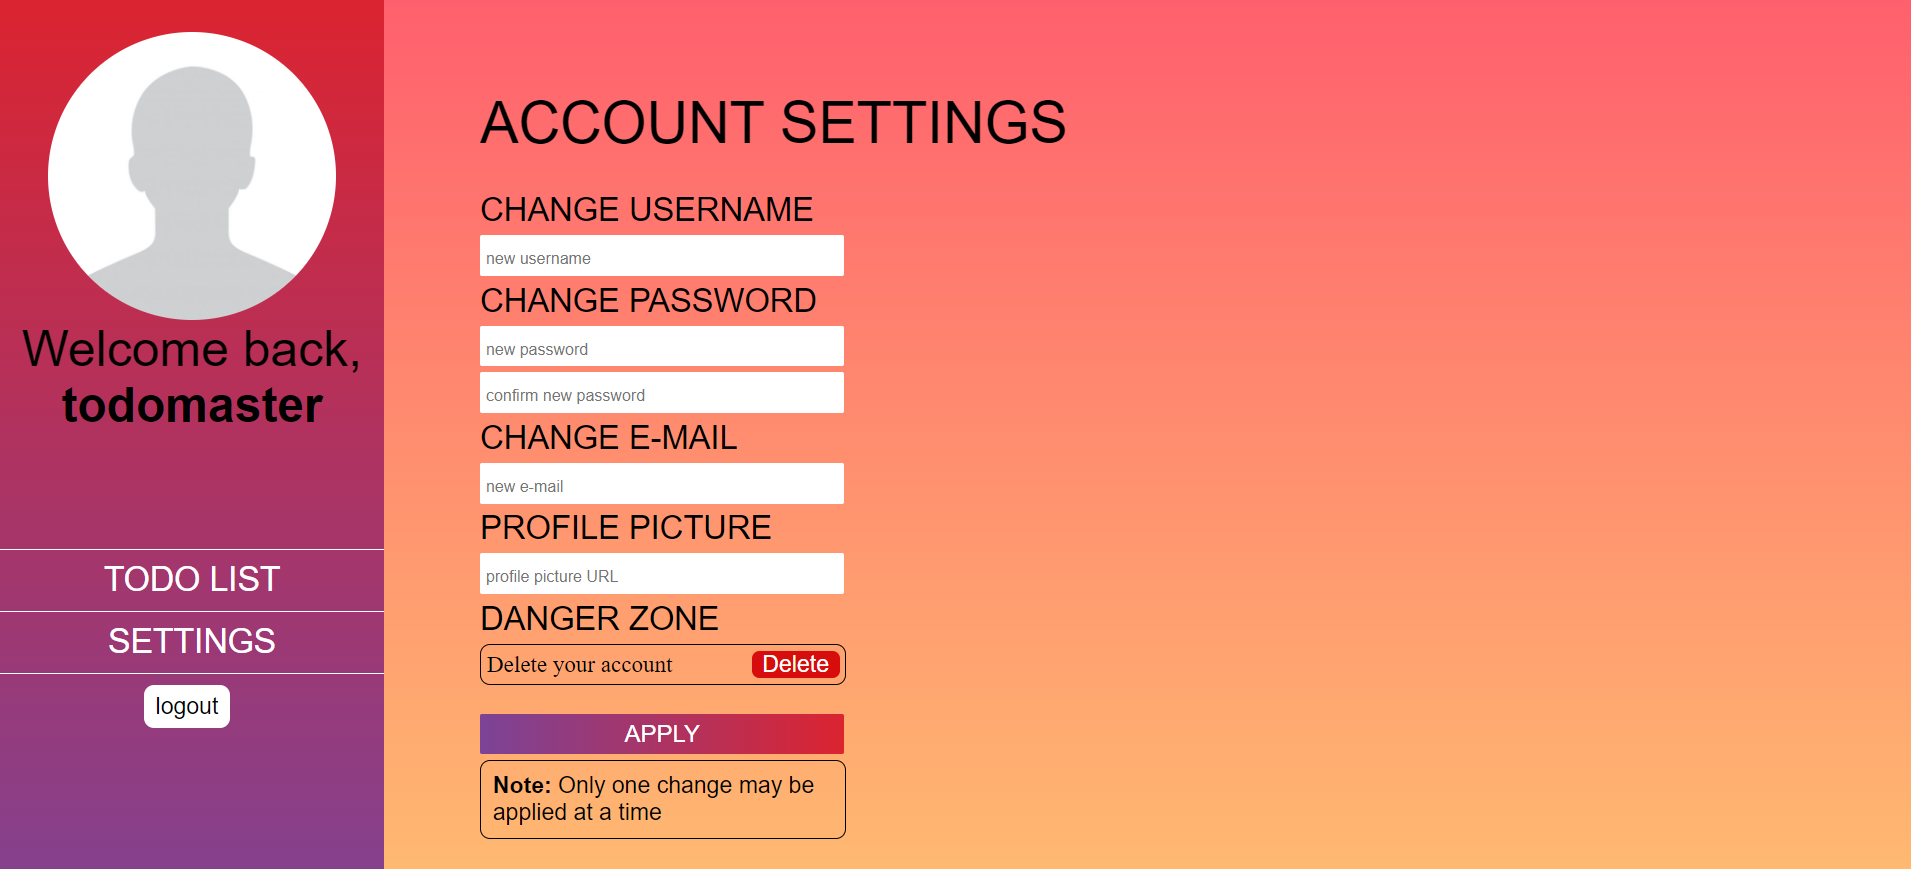 Welcome back,
todomaster
TODO LIST
SETTINGS
logout
ACCOUNT SETTINGS
CHANGE USERNAME
new username
CHANGE PASSWORD
new password
confirm new password
CHANGE E-MAIL
new e-mail
PROFILE PICTURE
profile picture URL
DANGER ZONE
Delete your account Delete
APPLY
Note: Only one change may be
applied at a time